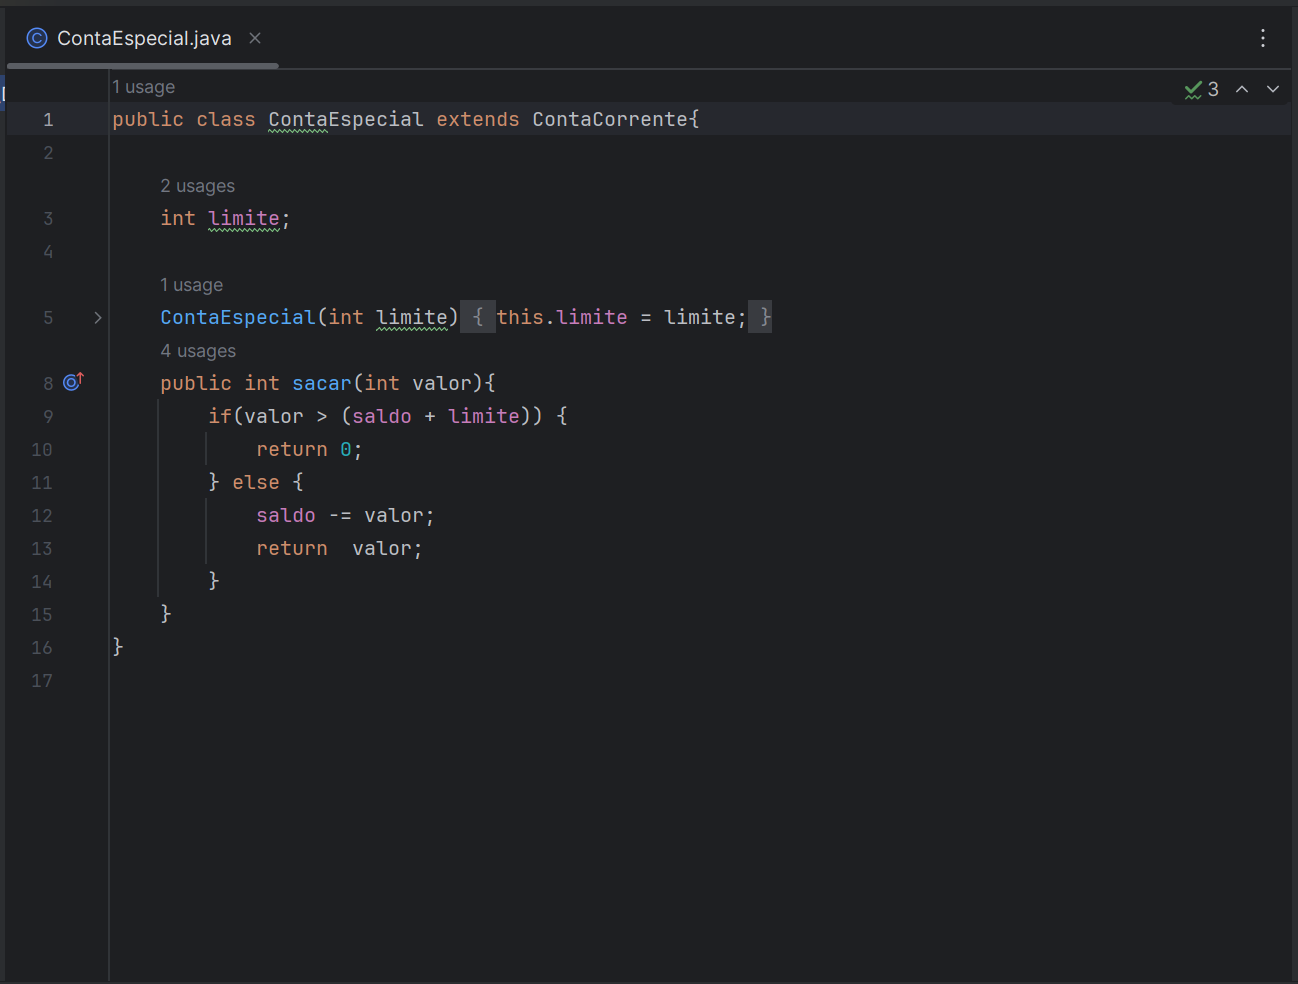 ContaEspecial.java
1 usage
3
1 public class ContaEspecial extends ContaCorrente{
2
2 usages
3 int limite;
4
1 usage
5 ContaEspecial(int limite) { this.limite = limite; }
4 usages
8 public int sacar(int valor){
9 if(valor > (saldo + limite)) {
10 return 0;
11 } else {
12 saldo -= valor;
13 return  valor;
14 }
15 }
16 }
17